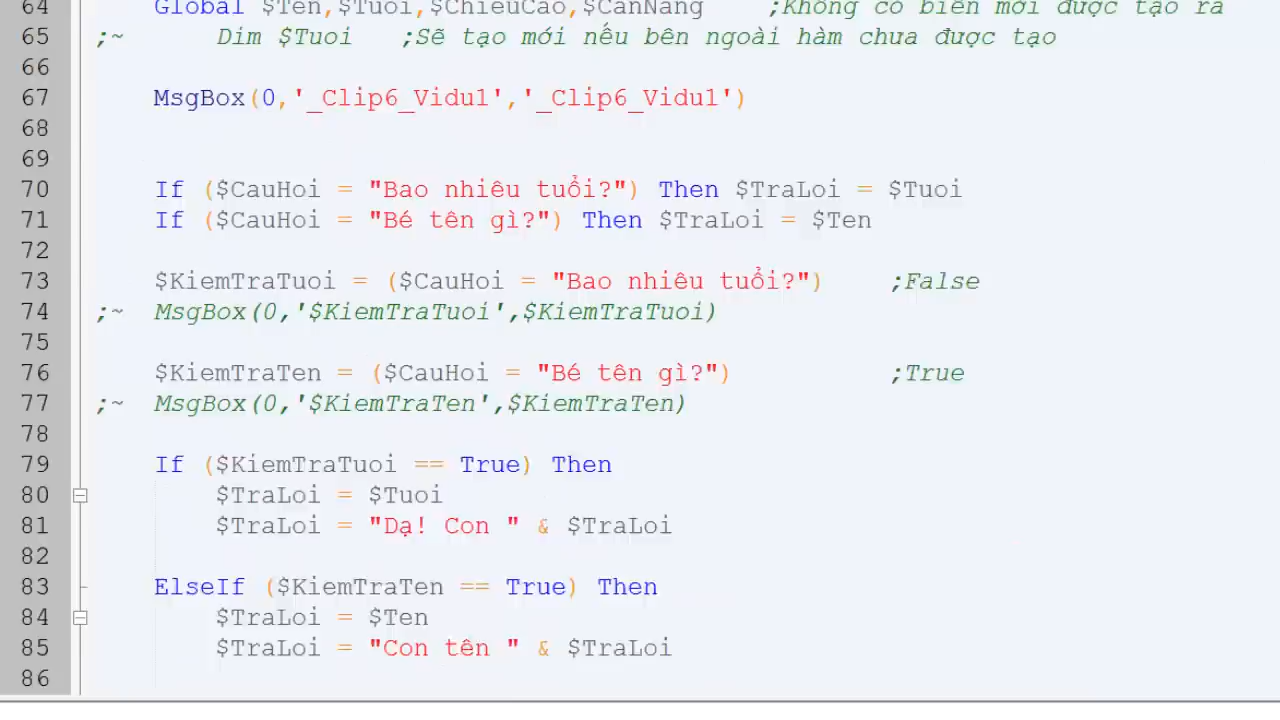 64 Global $Ten,$Tuoi,$ChieuCao,$CanNang ;Không có biến mới được tạo ra
65 ;~ Dim $Tuoi ;Sẽ tạo mới nếu bên ngoài hàm chưa được tạo
66
67 MsgBox(0,'_Clip6_Vidu1','_Clip6_Vidu1')
68
69
70 If ($CauHoi = "Bao nhiêu tuổi?") Then $TraLoi = $Tuoi
71 If ($CauHoi = "Bé tên gì?") Then $TraLoi = $Ten
72
73 $KiemTraTuoi = ($CauHoi = "Bao nhiêu tuổi?") ;False
74 ;~ MsgBox(0,'$KiemTraTuoi',$KiemTraTuoi)
75
76 $KiemTraTen = ($CauHoi = "Bé tên gì?") ;True
77 ;~ MsgBox(0,'$KiemTraTen',$KiemTraTen)
78
79 If ($KiemTraTuoi == True) Then
80 $TraLoi = $Tuoi
81 $TraLoi = "Dạ! Con " & $TraLoi
82
83 ElseIf ($KiemTraTen == True) Then
84 $TraLoi = $Ten
85 $TraLoi = "Con tên " & $TraLoi
86